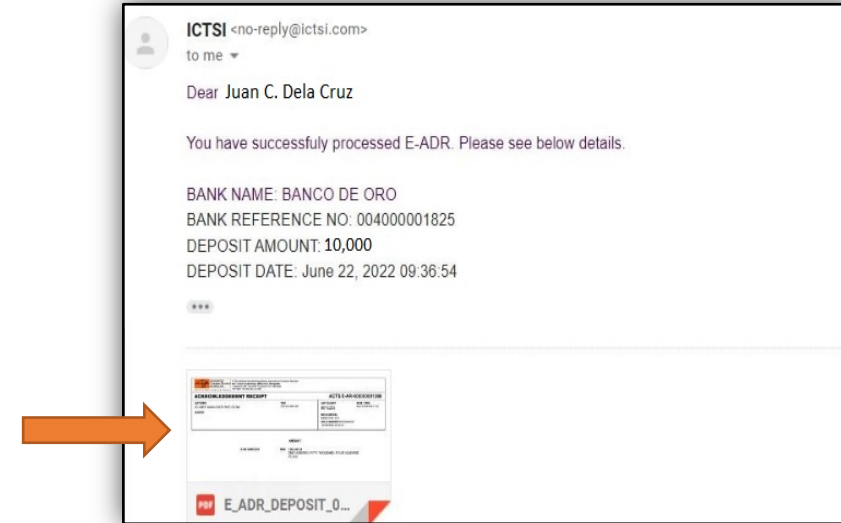 ICTSI <no-reply@ictsi.com>
to me
Dear Juan C. Dela Cruz
You have successfuly processed E-ADR. Please see below details.
BANK NAME: BANCO DE ORO
BANK REFERENCE NO: 004000001825
DEPOSIT AMOUNT: 10,000
DEPOSIT DATE: June 22, 2022 09:36:54
ACKNOWLEDGEMENT RECEIPT
AMOUNT
PDF E_ADR_DEPOSIT_0...